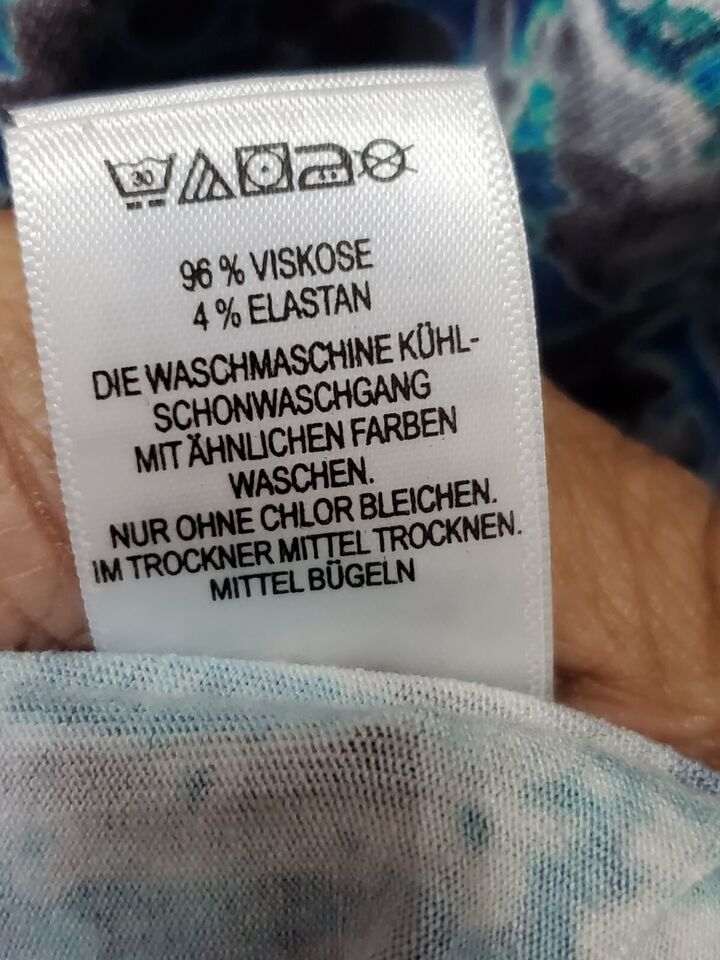 30
96 % VISKOSE
4 % ELASTAN
DIE WASCHMASCHINE KÜHL-
SCHONWASCHGANG
MIT ÄHNLICHEN FARBEN
WASCHEN.
NUR OHNE CHLOR BLEICHEN.
IM TROCKNER MITTEL TROCKNEN.
MITTEL BÜGELN